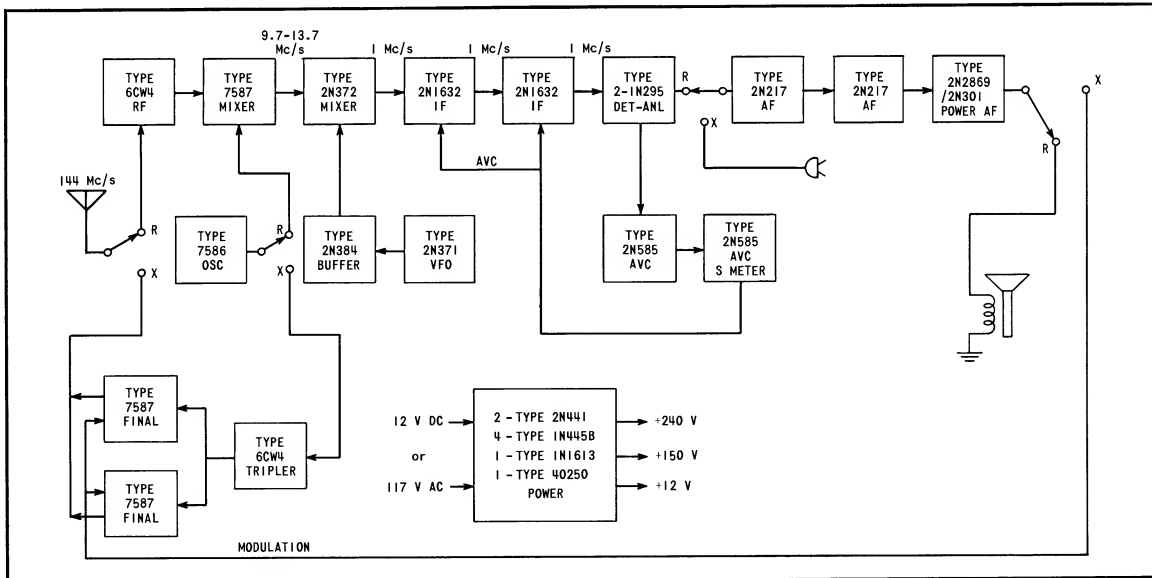 9.7-13.7
Mc/s
1 Mc/s
1 Mc/s
1 Mc/s
TYPE
6CW4
RF
TYPE
7587
MIXER
TYPE
2N372
MIXER
TYPE
2N1632
IF
TYPE
2N1632
IF
TYPE
2-1N295
DET-ANL
R
X
TYPE
2N217
AF
TYPE
2N217
AF
TYPE
2N2869
/2N301
POWER AF
X
R
AVC
144 Mc/s
R
X
TYPE
7586
OSC
R
X
TYPE
2N384
BUFFER
TYPE
2N371
VFO
TYPE
2N585
AVC
TYPE
2N585
AVC
S METER
TYPE
7587
FINAL
TYPE
7587
FINAL
TYPE
6CW4
TRIPLER
12 V DC
or
117 V AC
2 - TYPE 2N441
4 - TYPE 1N445B
1 - TYPE 1N1613
1 - TYPE 40250
POWER
+240 V
+150 V
+12 V
MODULATION